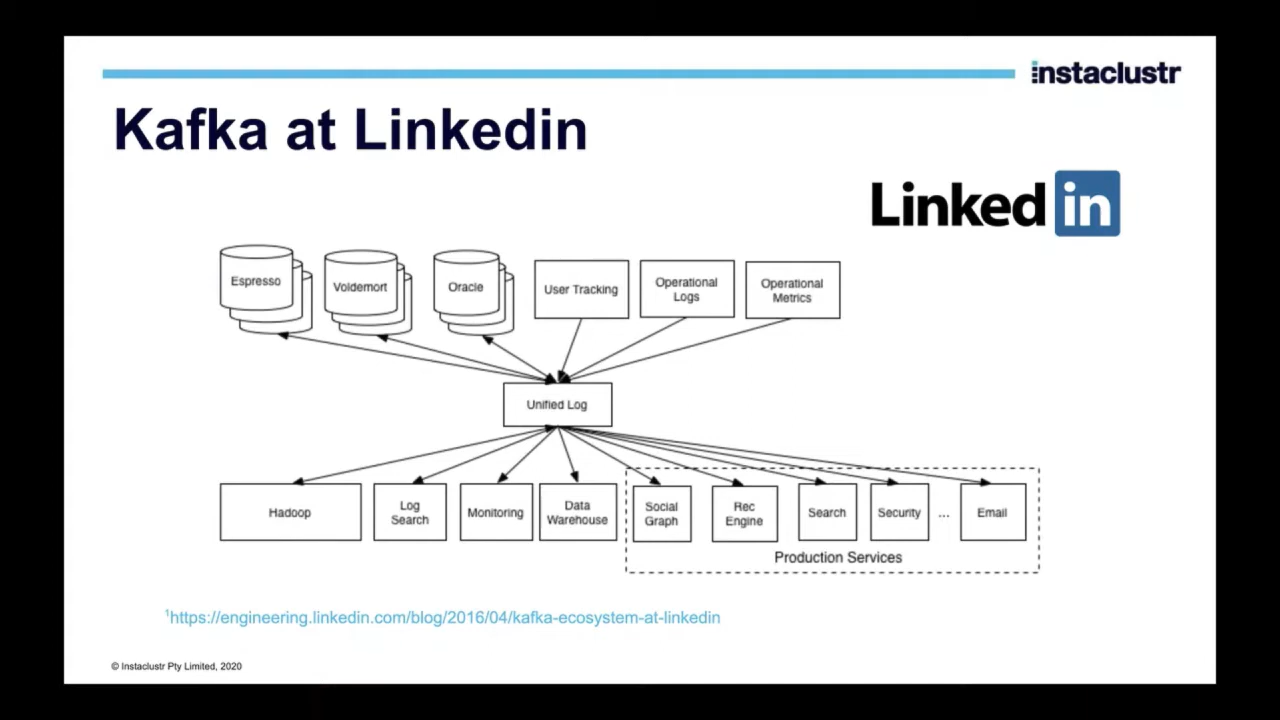 instaclustr
Kafka at Linkedin
Linked in
Espresso
Voldemort
Oracle
User Tracking
Operational
Logs
Operational
Metrics
Unified Log
Hadoop
Log
Search
Monitoring
Data
Warehouse
Social
Graph
Rec
Engine
Search
Security
...
Email
Production Services
¹https://engineering.linkedin.com/blog/2016/04/kafka-ecosystem-at-linkedin
© Instaclustr Pty Limited, 2020